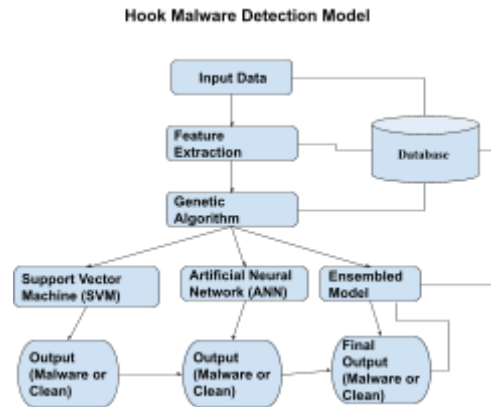 Hook Malware Detection Model
Input Data
Feature
Extraction
Database
Genetic
Algorithm
Support Vector
Machine (SVM)
Artificial Neural
Network (ANN)
Ensembled
Model
Output
(Malware or
Clean)
Output
(Malware or
Clean)
Final
Output
(Malware or
Clean)